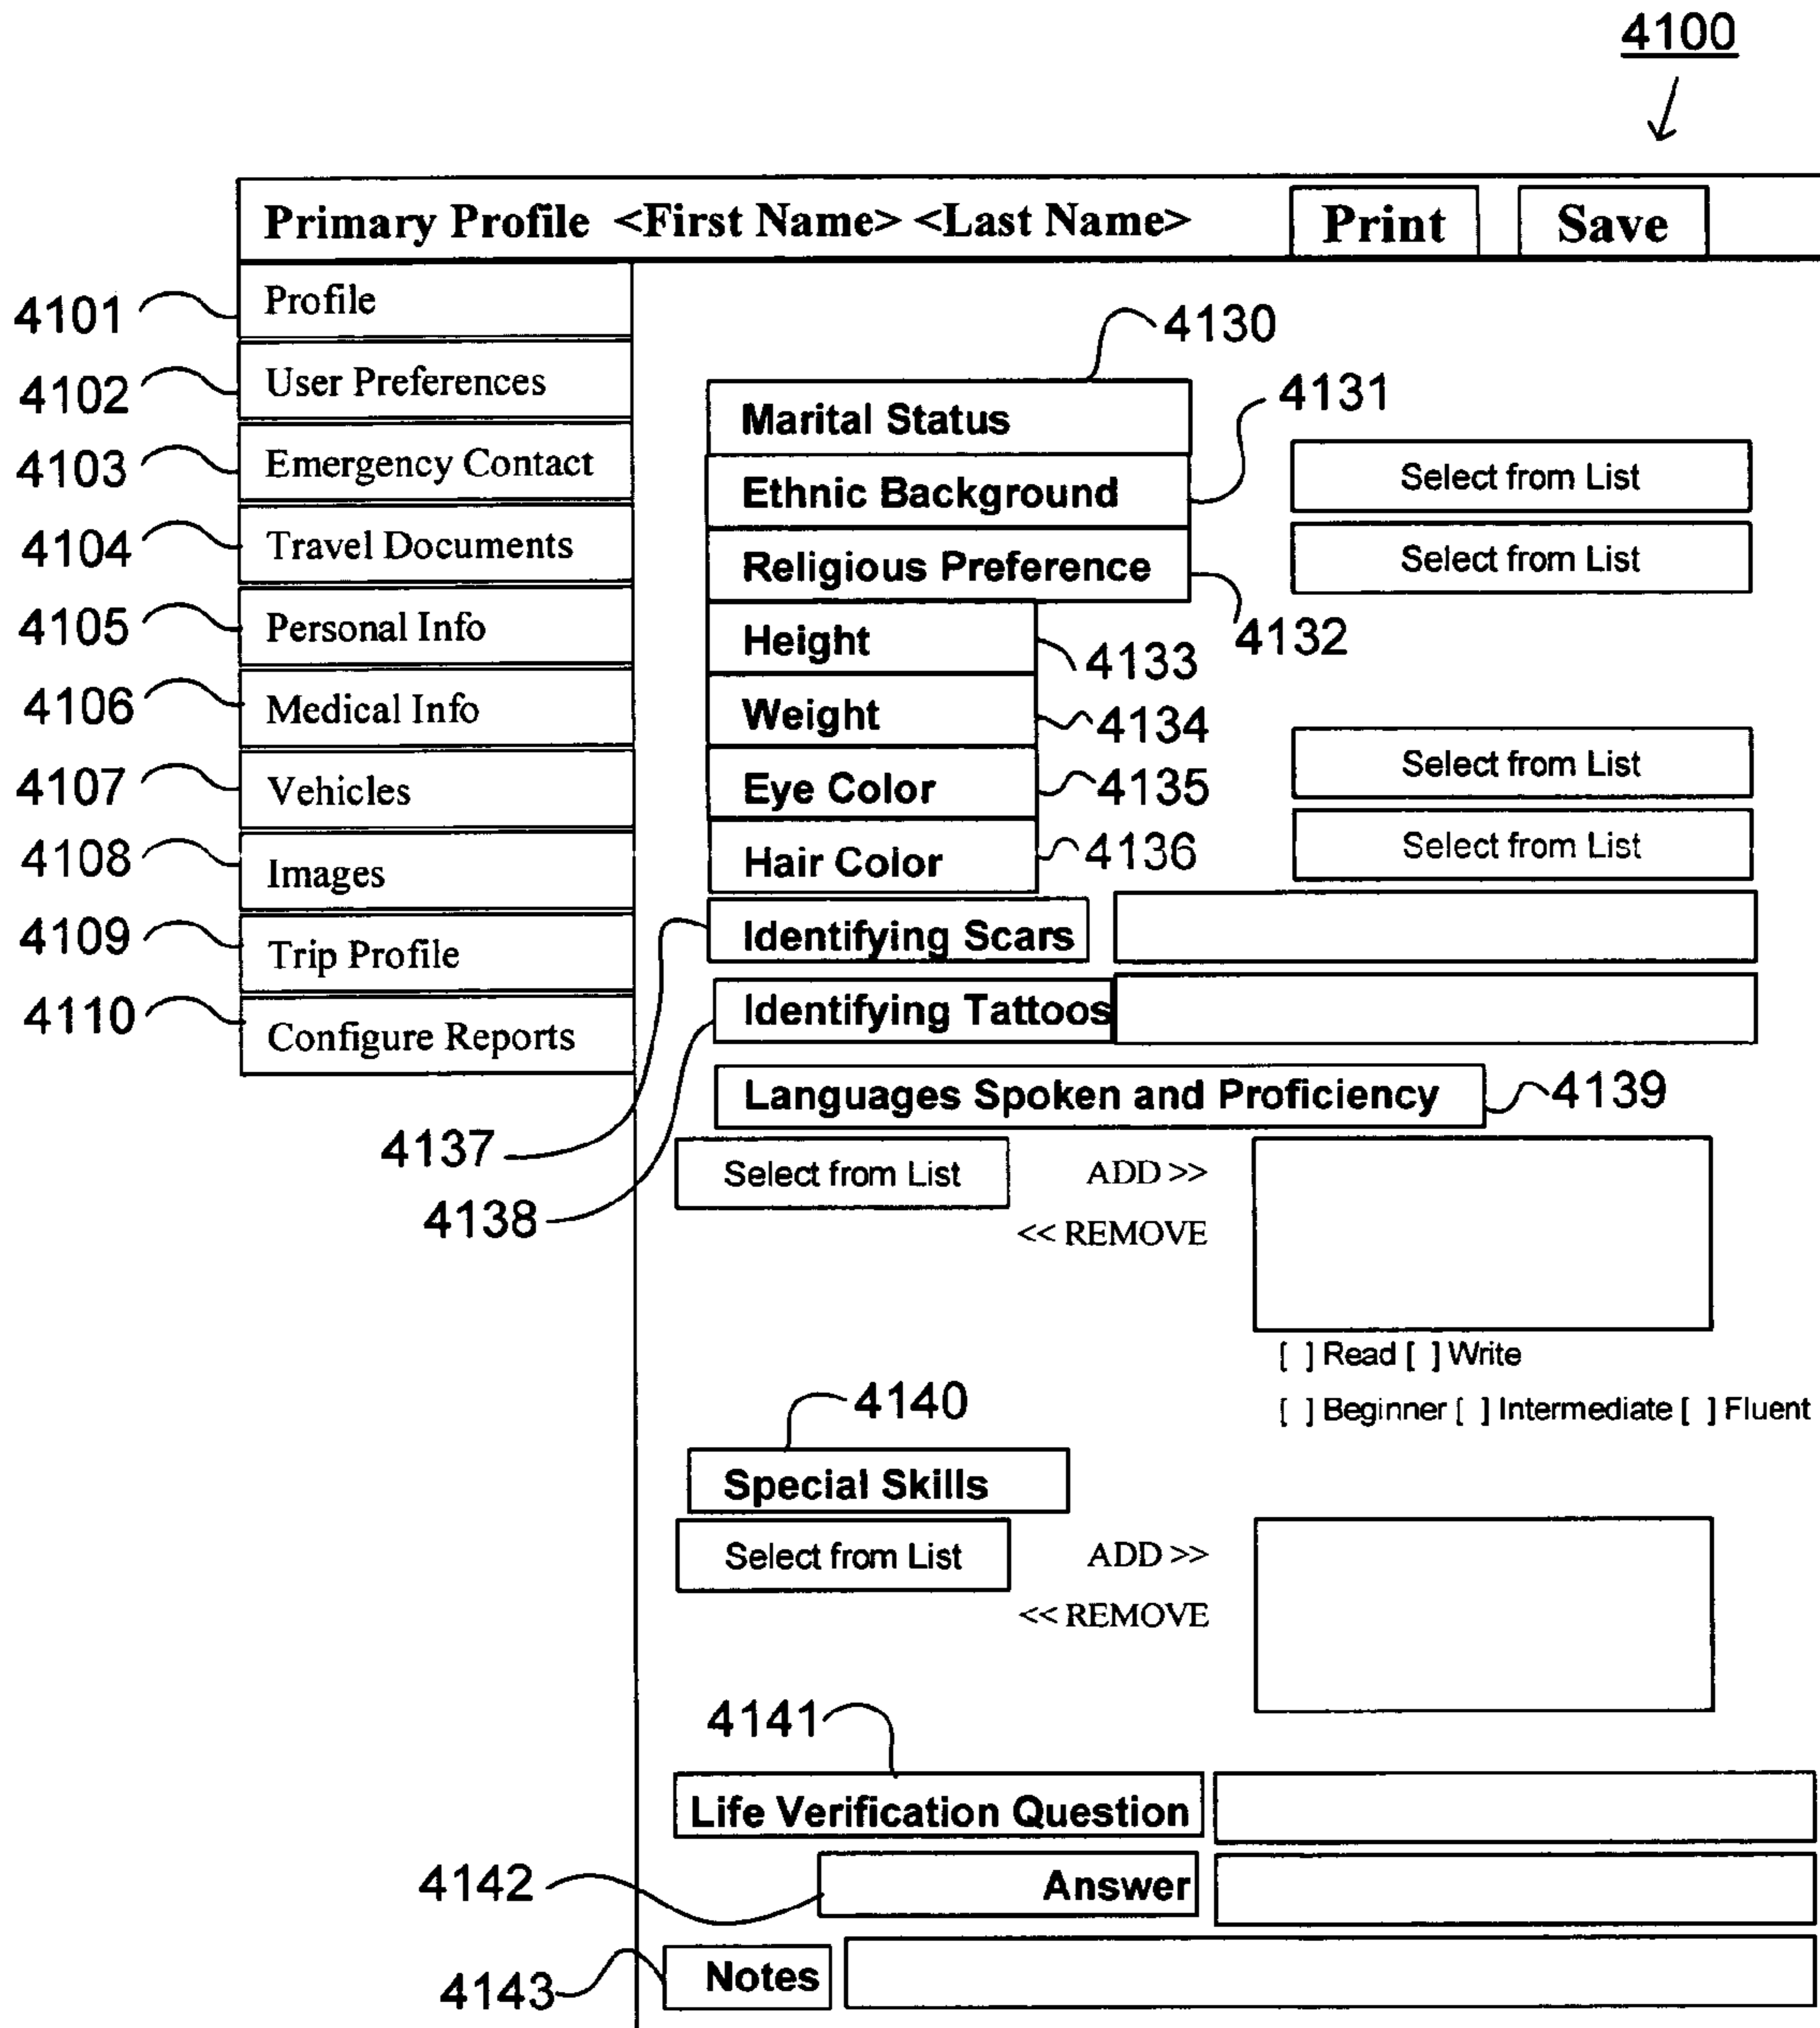 4100
Primary Profile <First Name> <Last Name> Print Save
4101 Profile
4102 User Preferences
4103 Emergency Contact
4104 Travel Documents
4105 Personal Info
4106 Medical Info
4107 Vehicles
4108 Images
4109 Trip Profile
4110 Configure Reports
4130
Marital Status
4131
Ethnic Background Select from List
Religious Preference Select from List
4132
Height 4133
Weight 4134
Eye Color 4135 Select from List
Hair Color 4136 Select from List
Identifying Scars
Identifying Tattoos
Languages Spoken and Proficiency 4139
4137
Select from List ADD >>
4138
<< REMOVE
[ ] Read [ ] Write
[ ] Beginner [ ] Intermediate [ ] Fluent
4140
Special Skills
Select from List ADD >>
<< REMOVE
4141
Life Verification Question
4142 Answer
4143 Notes